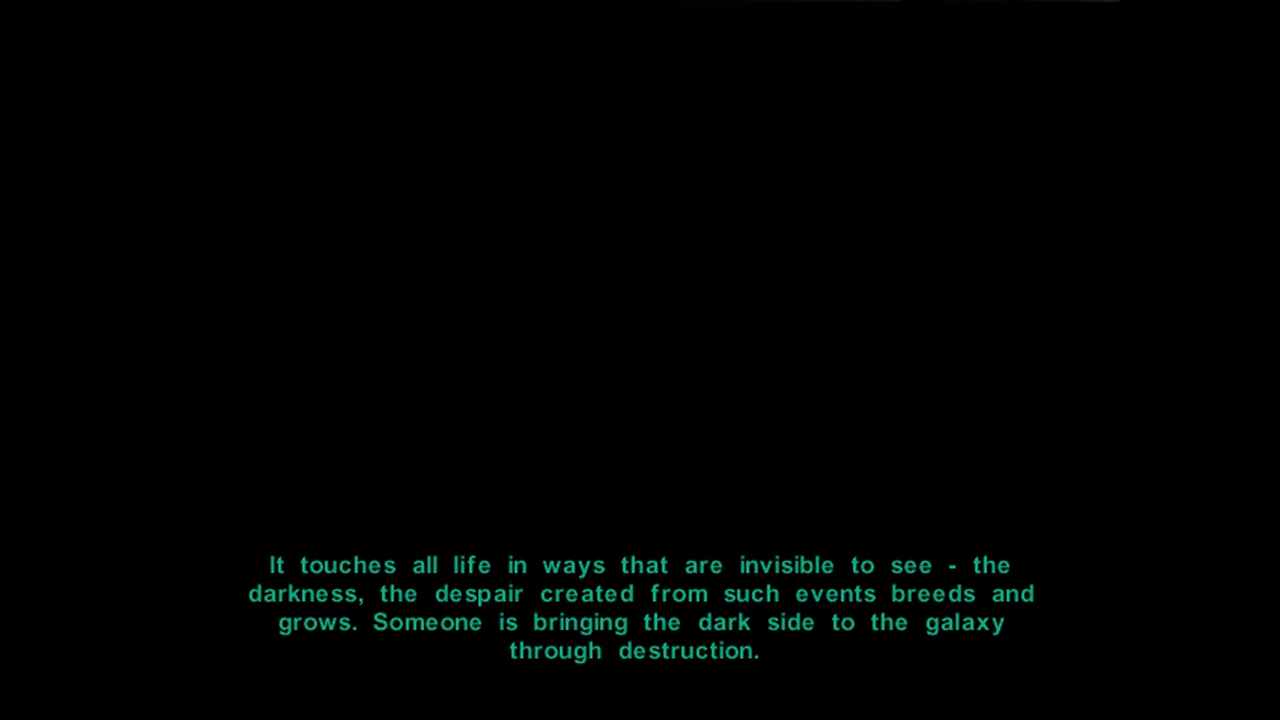 It touches all life in ways that are invisible to see - the
darkness, the despair created from such events breeds and
grows. Someone is bringing the dark side to the galaxy
through destruction.